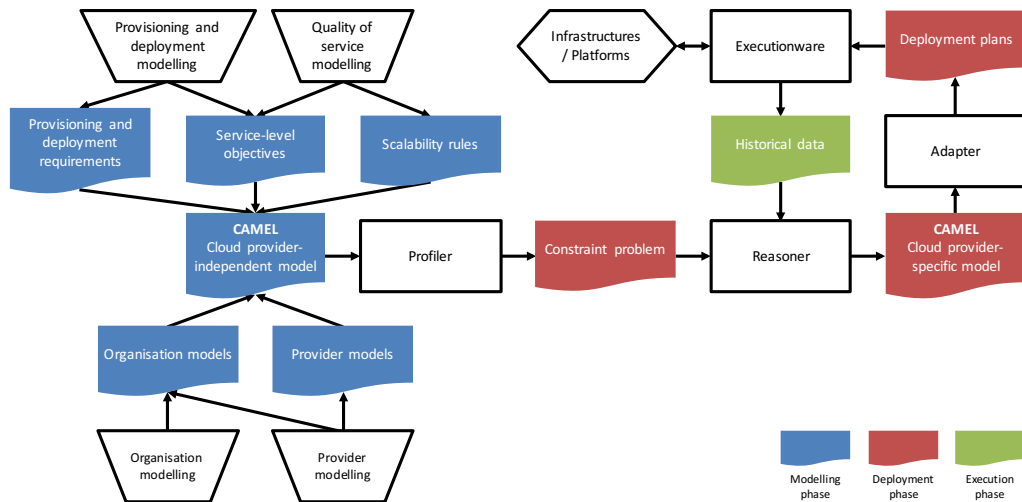 Provisioning and
deployment
modelling
Quality of
service
modelling
Infrastructures
/ Platforms
Executionware
Deployment plans
Provisioning and
deployment
requirements
Service-level
objectives
Scalability rules
Historical data
Adapter
CAMEL
Cloud provider-
independent model
Profiler
Constraint problem
Reasoner
CAMEL
Cloud provider-
specific model
Organisation models
Provider models
Organisation
modelling
Provider
modelling
Modelling
phase
Deployment
phase
Execution
phase